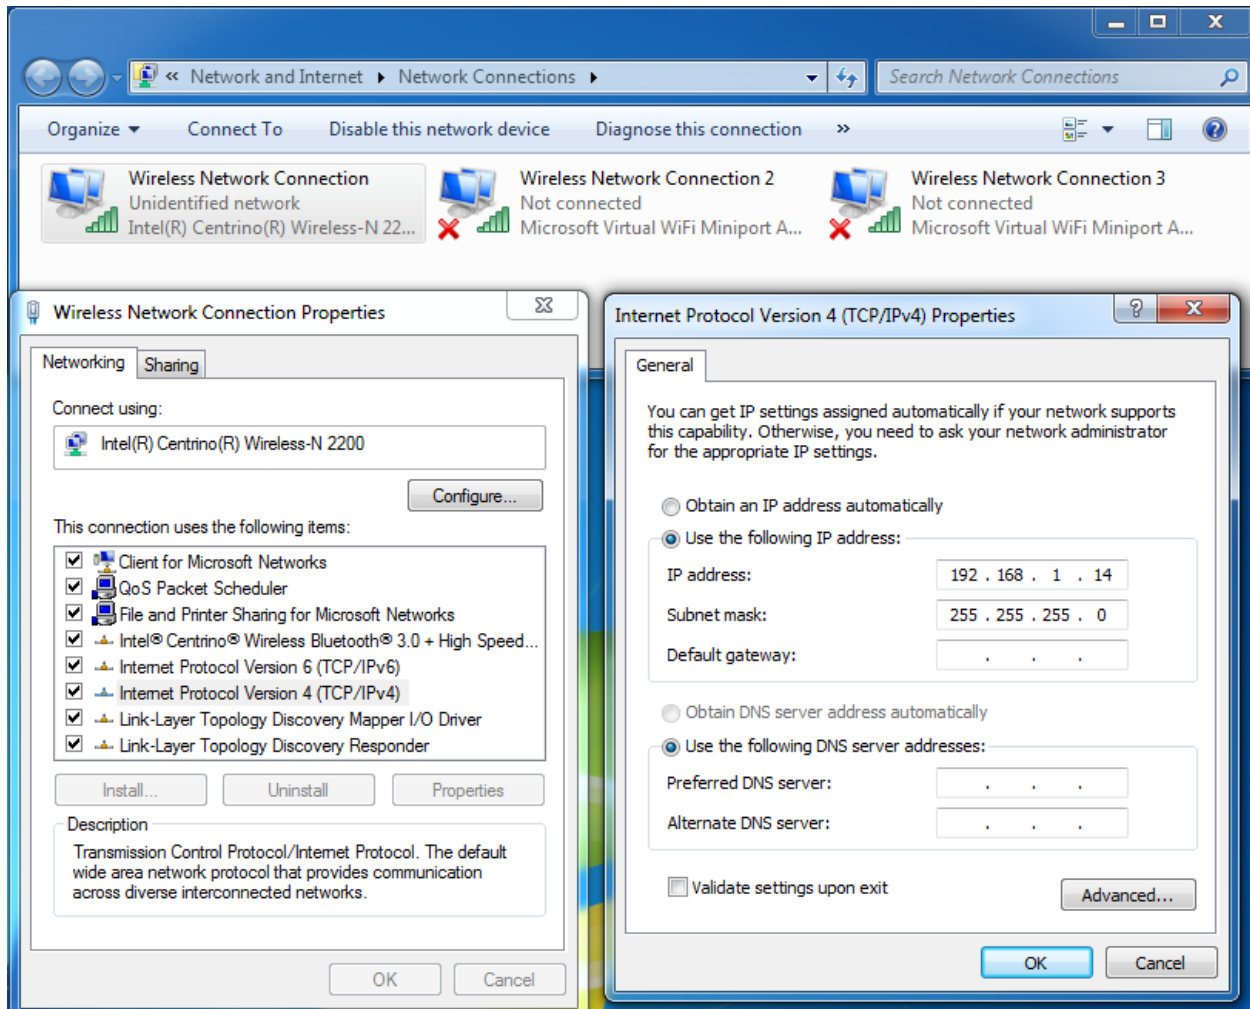 « Network and Internet ▸ Network Connections ▸
Search Network Connections
Organize ▾ Connect To Disable this network device Diagnose this connection »
Wireless Network Connection
Unidentified network
Intel(R) Centrino(R) Wireless-N 22...
Wireless Network Connection 2
Not connected
Microsoft Virtual WiFi Miniport A...
Wireless Network Connection 3
Not connected
Microsoft Virtual WiFi Miniport A...
Wireless Network Connection Properties
Networking Sharing
Connect using:
Intel(R) Centrino(R) Wireless-N 2200
Configure...
This connection uses the following items:
Client for Microsoft Networks
QoS Packet Scheduler
File and Printer Sharing for Microsoft Networks
Intel® Centrino® Wireless Bluetooth® 3.0 + High Speed...
Internet Protocol Version 6 (TCP/IPv6)
Internet Protocol Version 4 (TCP/IPv4)
Link-Layer Topology Discovery Mapper I/O Driver
Link-Layer Topology Discovery Responder
Install... Uninstall Properties
Description
Transmission Control Protocol/Internet Protocol. The default
wide area network protocol that provides communication
across diverse interconnected networks.
OK Cancel
Internet Protocol Version 4 (TCP/IPv4) Properties
?
General
You can get IP settings assigned automatically if your network supports
this capability. Otherwise, you need to ask your network administrator
for the appropriate IP settings.
Obtain an IP address automatically
Use the following IP address:
IP address: 192 . 168 . 1 . 14
Subnet mask: 255 . 255 . 255 . 0
Default gateway: . . .
Obtain DNS server address automatically
Use the following DNS server addresses:
Preferred DNS server: . . .
Alternate DNS server: . . .
Validate settings upon exit
Advanced...
OK Cancel